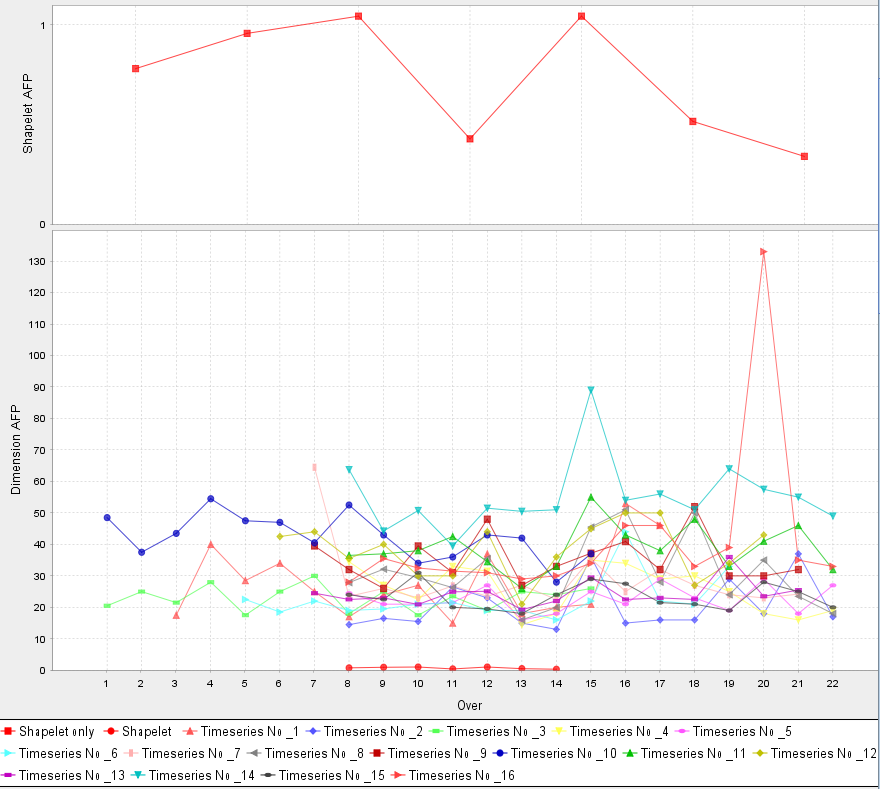 1
Shapelet AFP
0
130
120
110
100
90
80
70
60
50
40
30
20
10
0
Dimension AFP
1 2 3 4 5 6 7 8 9 10 11 12 13 14 15 16 17 18 19 20 21 22
Over
Shapelet only Shapelet Timeseries No _1 Timeseries No _2 Timeseries No _3 Timeseries No _4 Timeseries No _5
Timeseries No _6 Timeseries No _7 Timeseries No _8 Timeseries No _9 Timeseries No _10 Timeseries No _11 Timeseries No _12
Timeseries No _13 Timeseries No _14 Timeseries No _15 Timeseries No _16